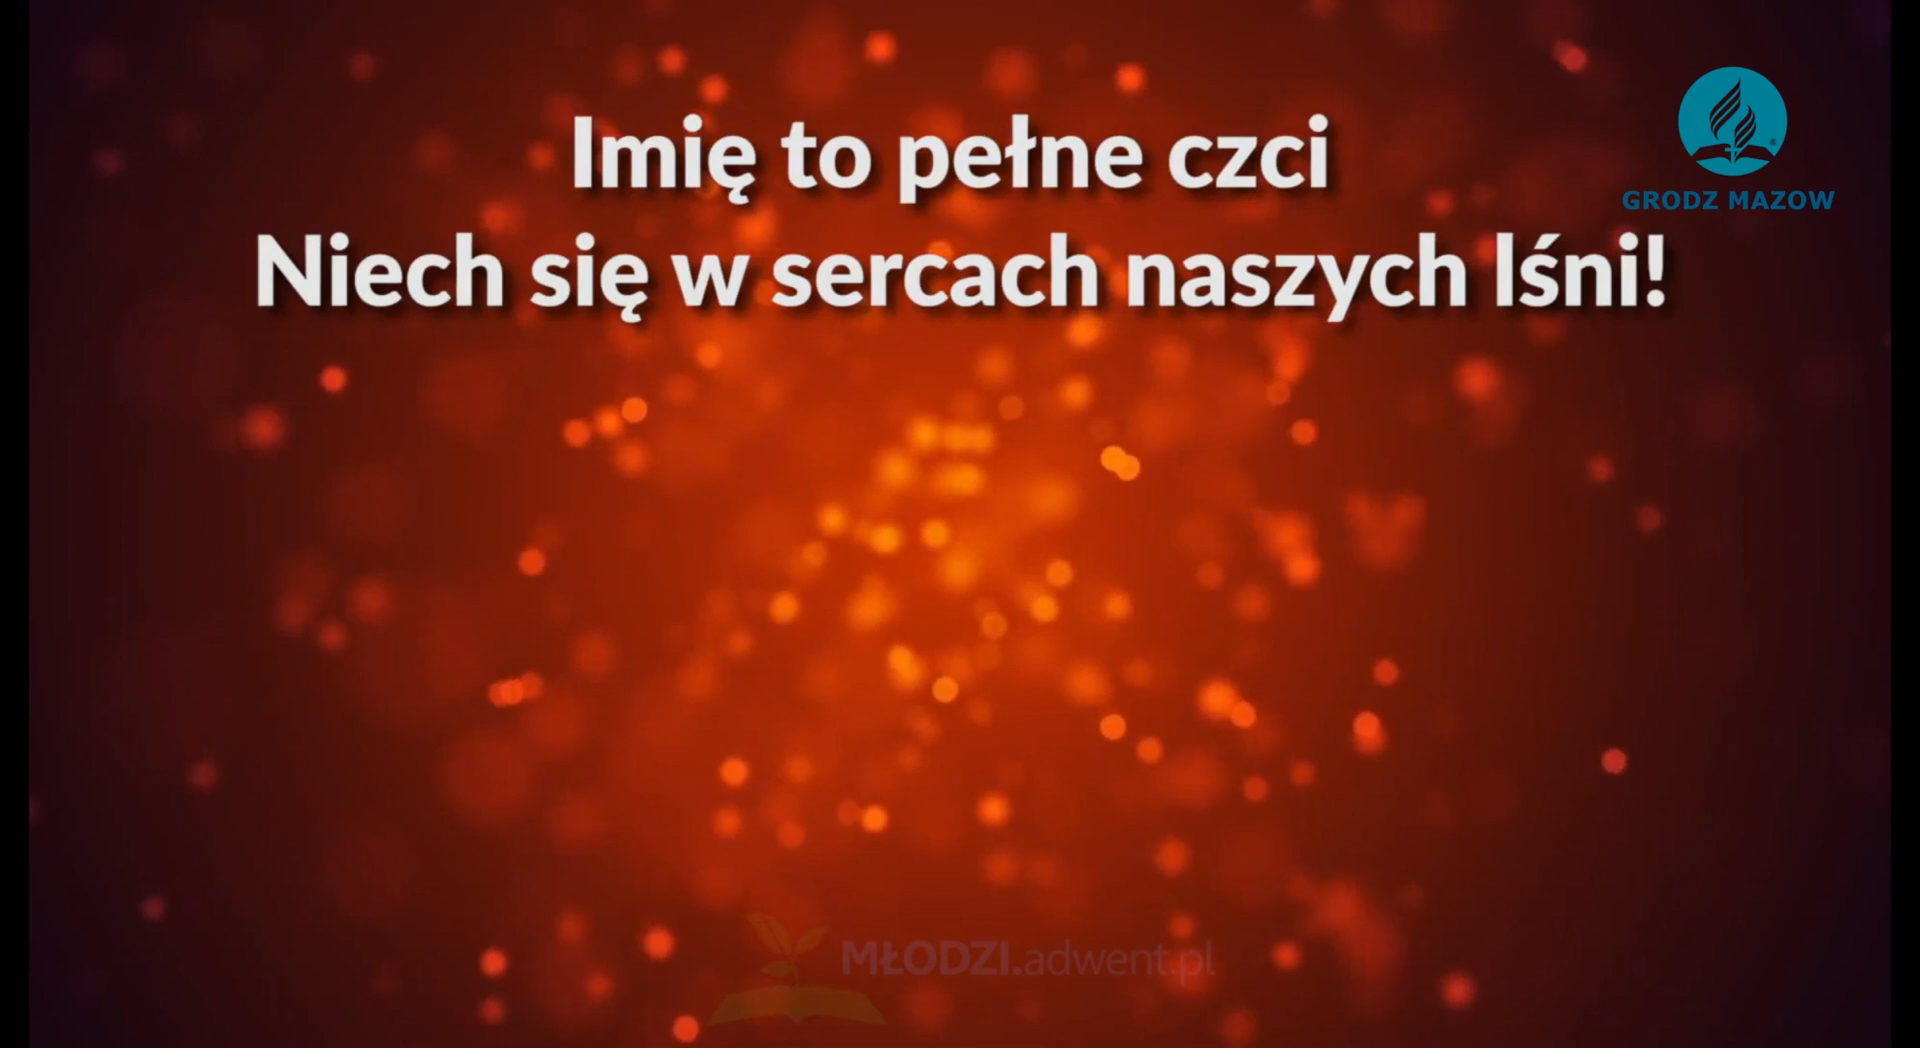 Imię to pełne czci
Niech się w sercach naszych lśni!
GRODZ MAZOW
MŁODZI.adwent.pl